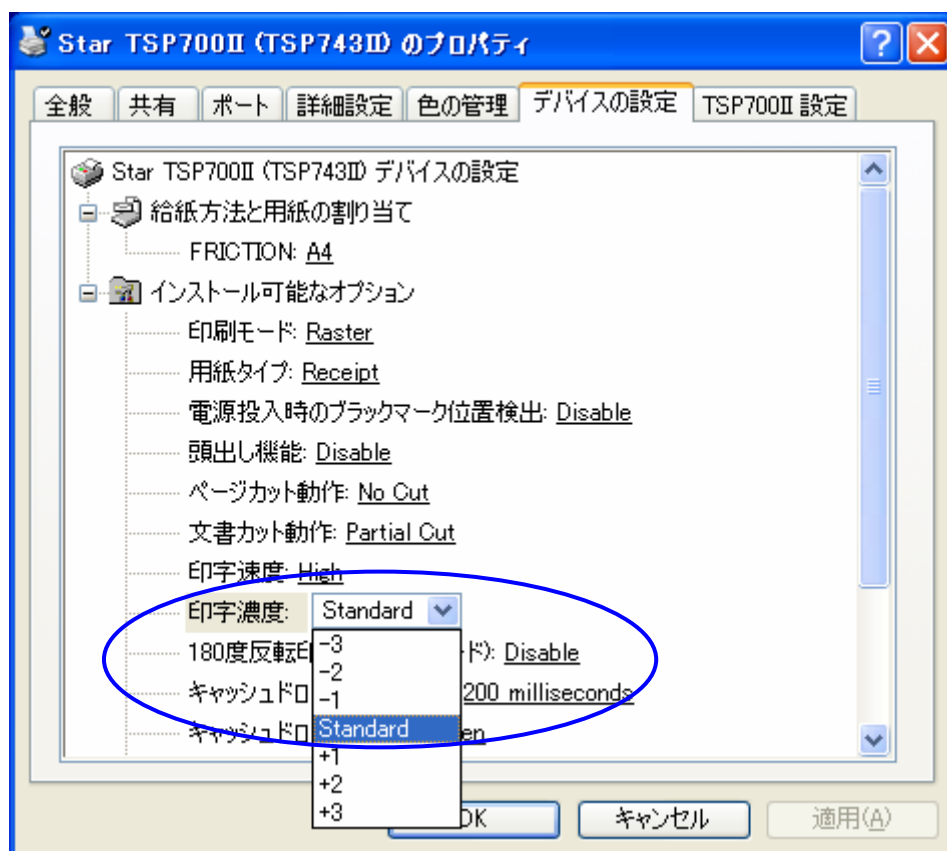 Star TSP700Ⅱ (TSP743Ⅱ) のプロパティ
全般 共有 ポート 詳細設定 色の管理 デバイスの設定 TSP700Ⅱ 設定
Star TSP700Ⅱ (TSP743Ⅱ) デバイスの設定
給紙方法と用紙の割り当て
FRICTION: A4
インストール可能なオプション
印刷モード: Raster
用紙タイプ: Receipt
電源投入時のブラックマーク位置検出: Disable
頭出し機能: Disable
ページカット動作: No Cut
文書カット動作: Partial Cut
印字速度: High
印字濃度: Standard
180度反転 ド): Disable
キャッシュドロ 200 milliseconds
キャッシュドロ en
-3
-2
-1
Standard
+1
+2
+3
OK キャンセル 適用(A)